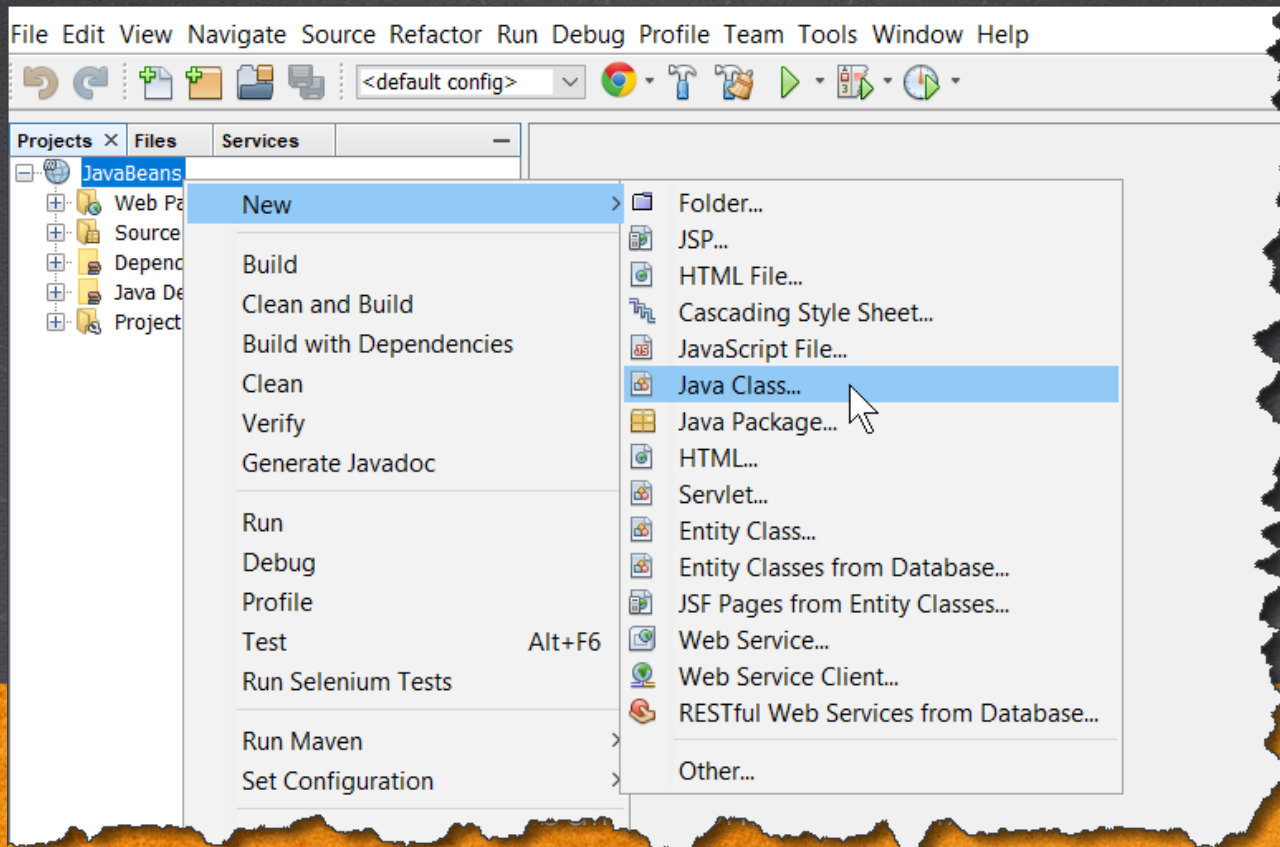 File Edit View Navigate Source Refactor Run Debug Profile Team Tools Window Help
<default config>
Projects Files Services
JavaBeans
Web Pa
Source
Depend
Java De
Project
New
Build
Clean and Build
Build with Dependencies
Clean
Verify
Generate Javadoc
Run
Debug
Profile
Test Alt+F6
Run Selenium Tests
Run Maven
Set Configuration
Folder...
JSP...
HTML File...
Cascading Style Sheet...
JavaScript File...
Java Class...
Java Package...
HTML...
Servlet...
Entity Class...
Entity Classes from Database...
JSF Pages from Entity Classes...
Web Service...
Web Service Client...
RESTful Web Services from Database...
Other...